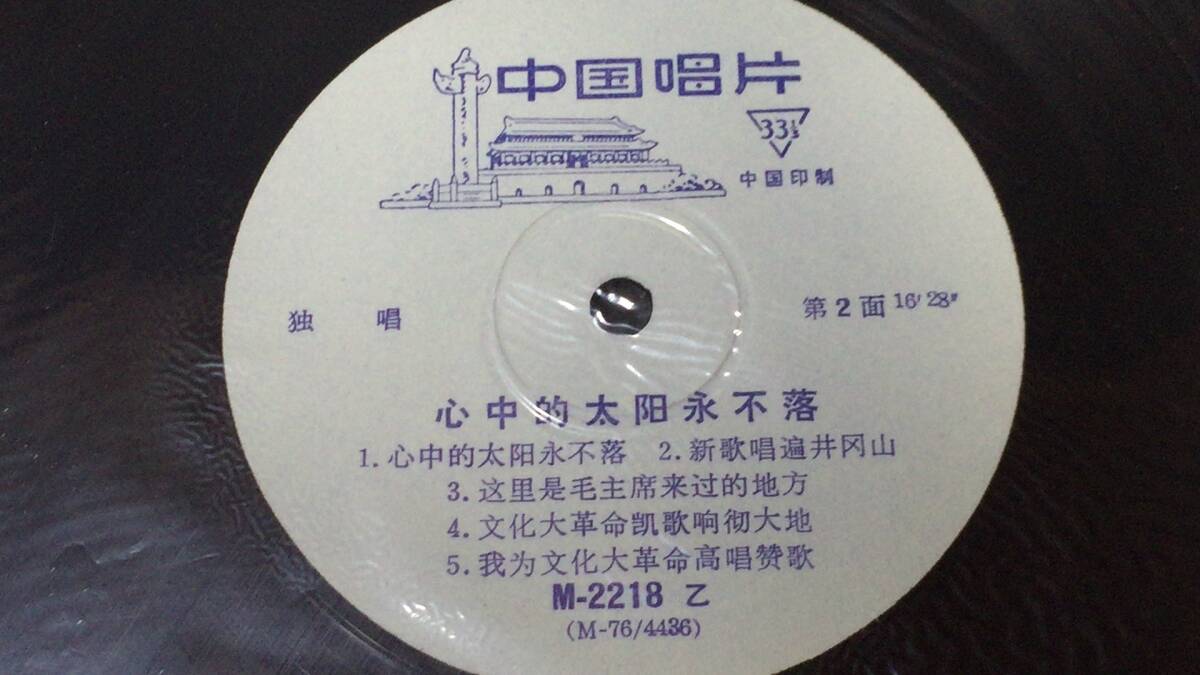 中国唱片
33⅓
中国印制
独 唱
第2面 16′28″
心中的太阳永不落
1.心中的太阳永不落 2.新歌唱遍井冈山
3.这里是毛主席来过的地方
4.文化大革命凯歌响彻大地
5.我为文化大革命高唱赞歌
M-2218 乙
(M-76/4436)